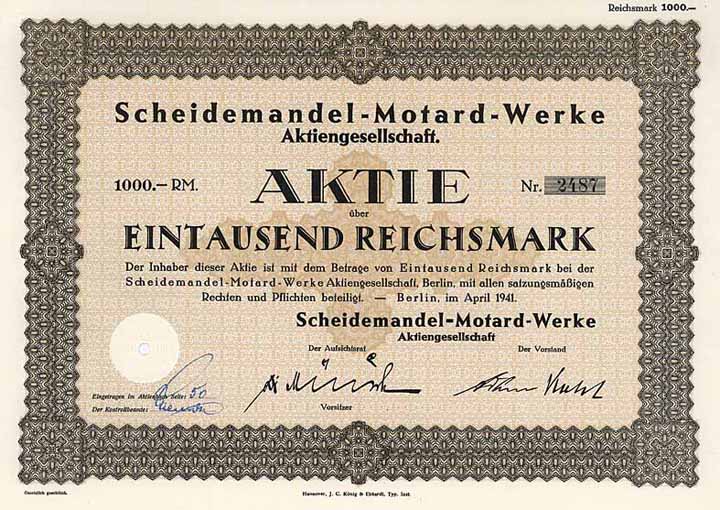 Reichsmark 1000.—
Scheidemandel-Motard-Werke
Aktiengesellschaft.
1000.— RM. AKTIE Nr. 2487
über
EINTAUSEND REICHSMARK
Der Inhaber dieser Aktie ist mit dem Betrage von Eintausend Reichsmark bei der
Scheidemandel-Motard-Werke Aktiengesellschaft, Berlin, mit allen satzungsmäßigen
Rechten und Pflichten beteiligt. — Berlin, im April 1941.
Scheidemandel-Motard-Werke
Aktiengesellschaft
Der Aufsichtsrat Der Vorstand
Eingetragen im Aktienbuch Seite: 50
Der Kontrollbeamte:
Vorsitzer
Hannover, J. C. König & Ebhardt, Typ. Inst